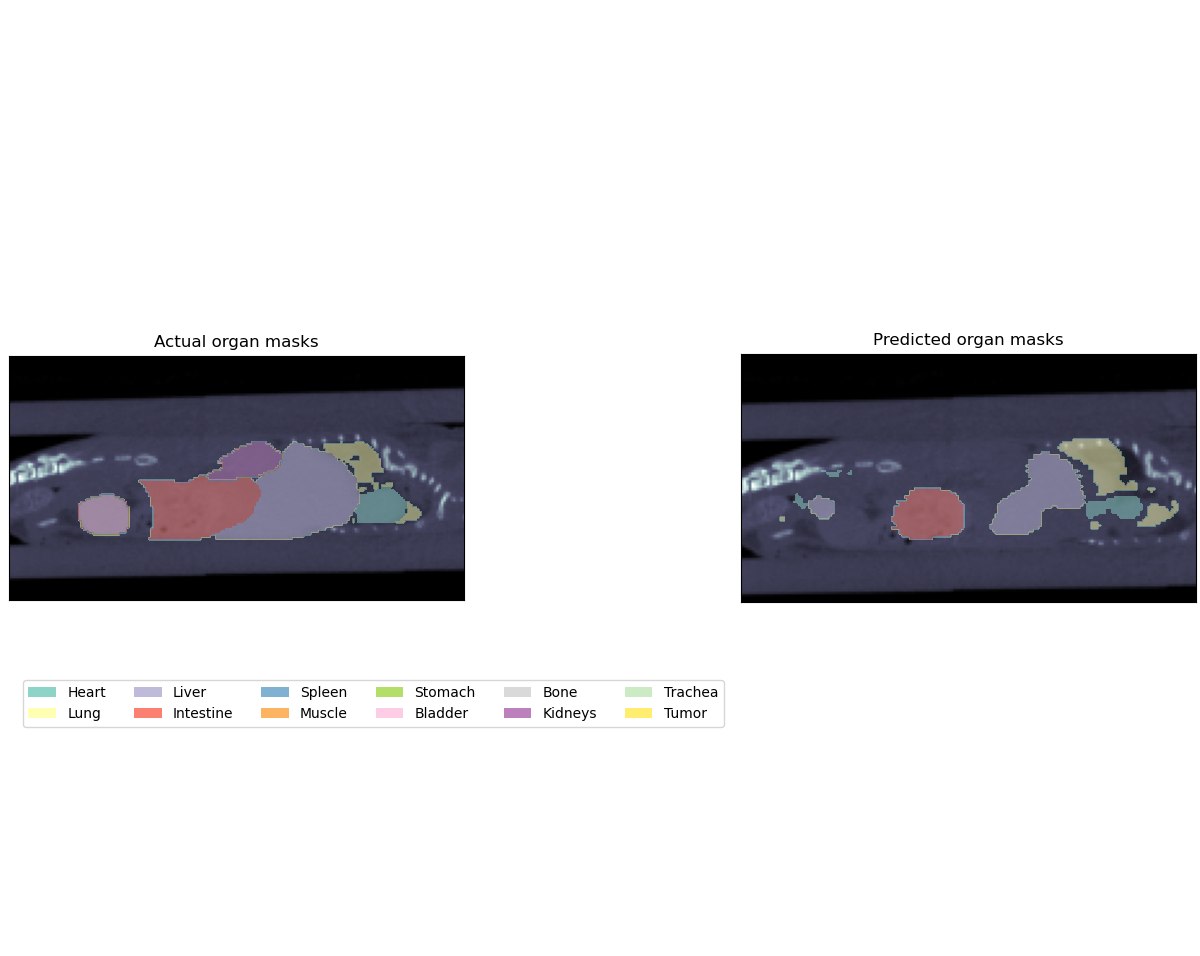 Actual organ masks
Predicted organ masks
Heart Liver Spleen Stomach Bone Trachea
Lung Intestine Muscle Bladder Kidneys Tumor